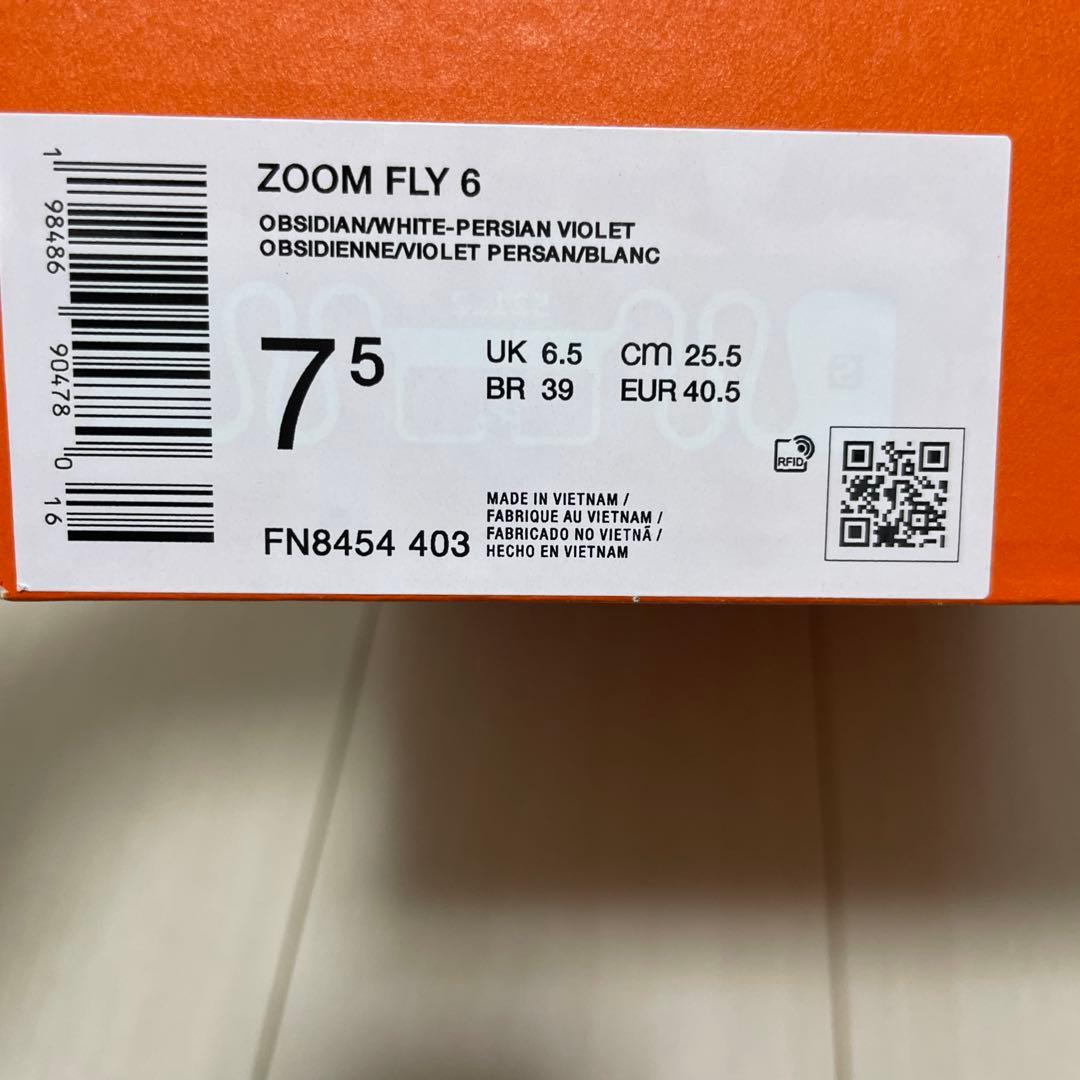 ZOOM FLY 6
OBSIDIAN/WHITE-PERSIAN VIOLET
OBSIDIENNE/VIOLET PERSAN/BLANC
7 5
UK 6.5 cm 25.5
BR 39 EUR 40.5
RFID
MADE IN VIETNAM /
FABRIQUE AU VIETNAM /
FABRICADO NO VIETNÃ /
HECHO EN VIETNAM
FN8454 403
1 98486 90478 0 16